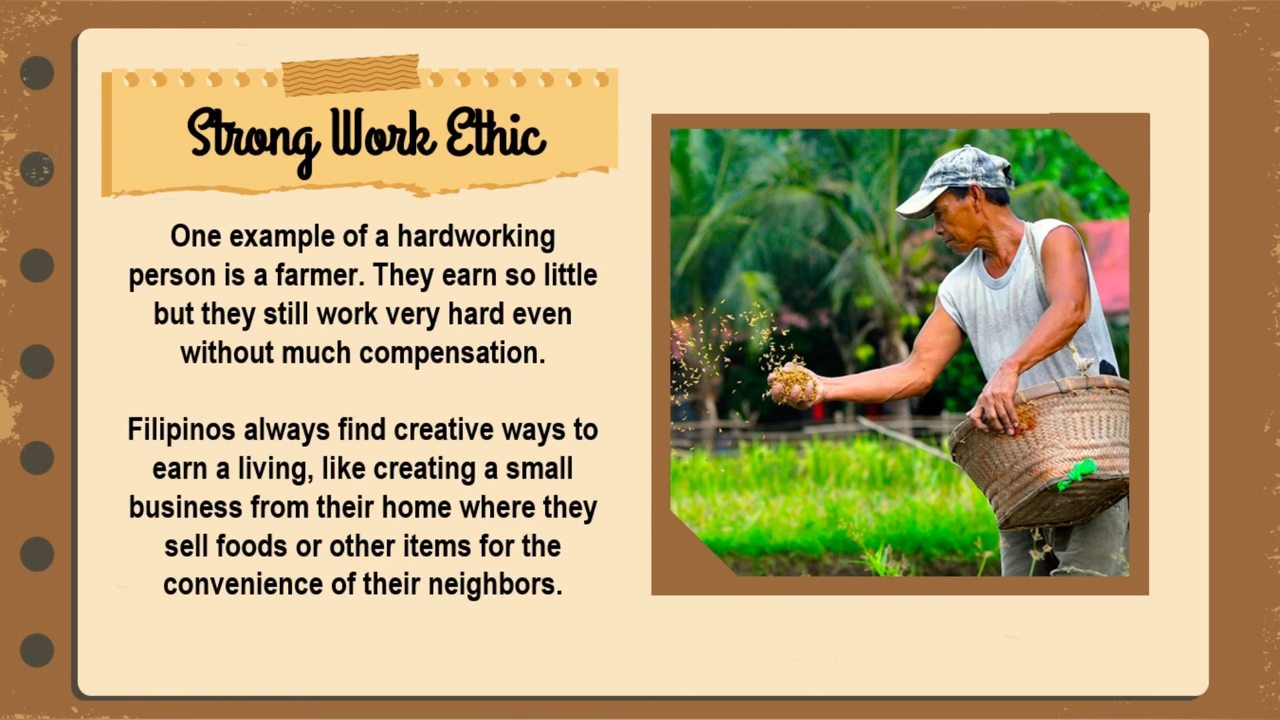 Strong Work Ethic
One example of a hardworking
person is a farmer. They earn so little
but they still work very hard even
without much compensation.
Filipinos always find creative ways to
earn a living, like creating a small
business from their home where they
sell foods or other items for the
convenience of their neighbors.